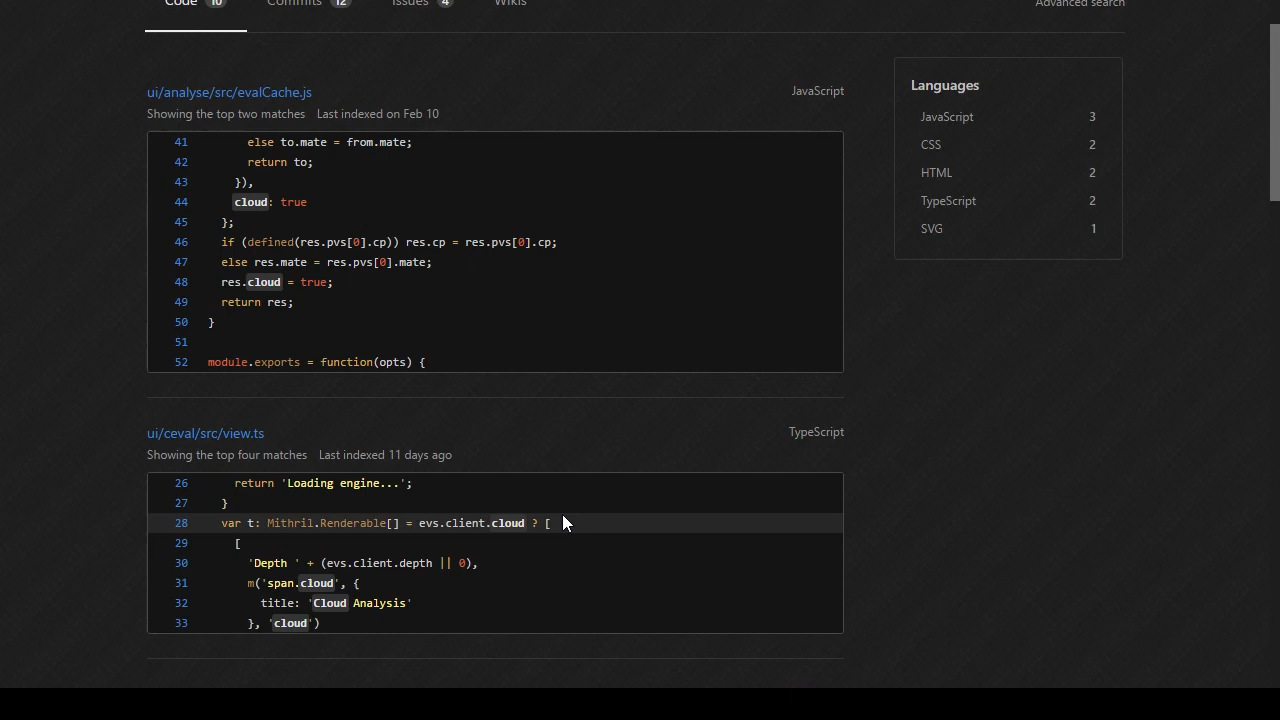 Code 10 Commits 12 Issues 4 Wikis
Advanced search
ui/analyse/src/evalCache.js
JavaScript
Showing the top two matches Last indexed on Feb 10
41 else to.mate = from.mate;
42 return to;
43 }),
44 cloud: true
45 };
46 if (defined(res.pvs[0].cp)) res.cp = res.pvs[0].cp;
47 else res.mate = res.pvs[0].mate;
48 res.cloud = true;
49 return res;
50 }
51
52 module.exports = function(opts) {
ui/ceval/src/view.ts
TypeScript
Showing the top four matches Last indexed 11 days ago
26 return 'Loading engine...';
27 }
28 var t: Mithril.Renderable[] = evs.client.cloud ? [
29 [
30 'Depth ' + (evs.client.depth || 0),
31 m('span.cloud', {
32 title: 'Cloud Analysis'
33 }, 'cloud')
Languages
JavaScript 3
CSS 2
HTML 2
TypeScript 2
SVG 1